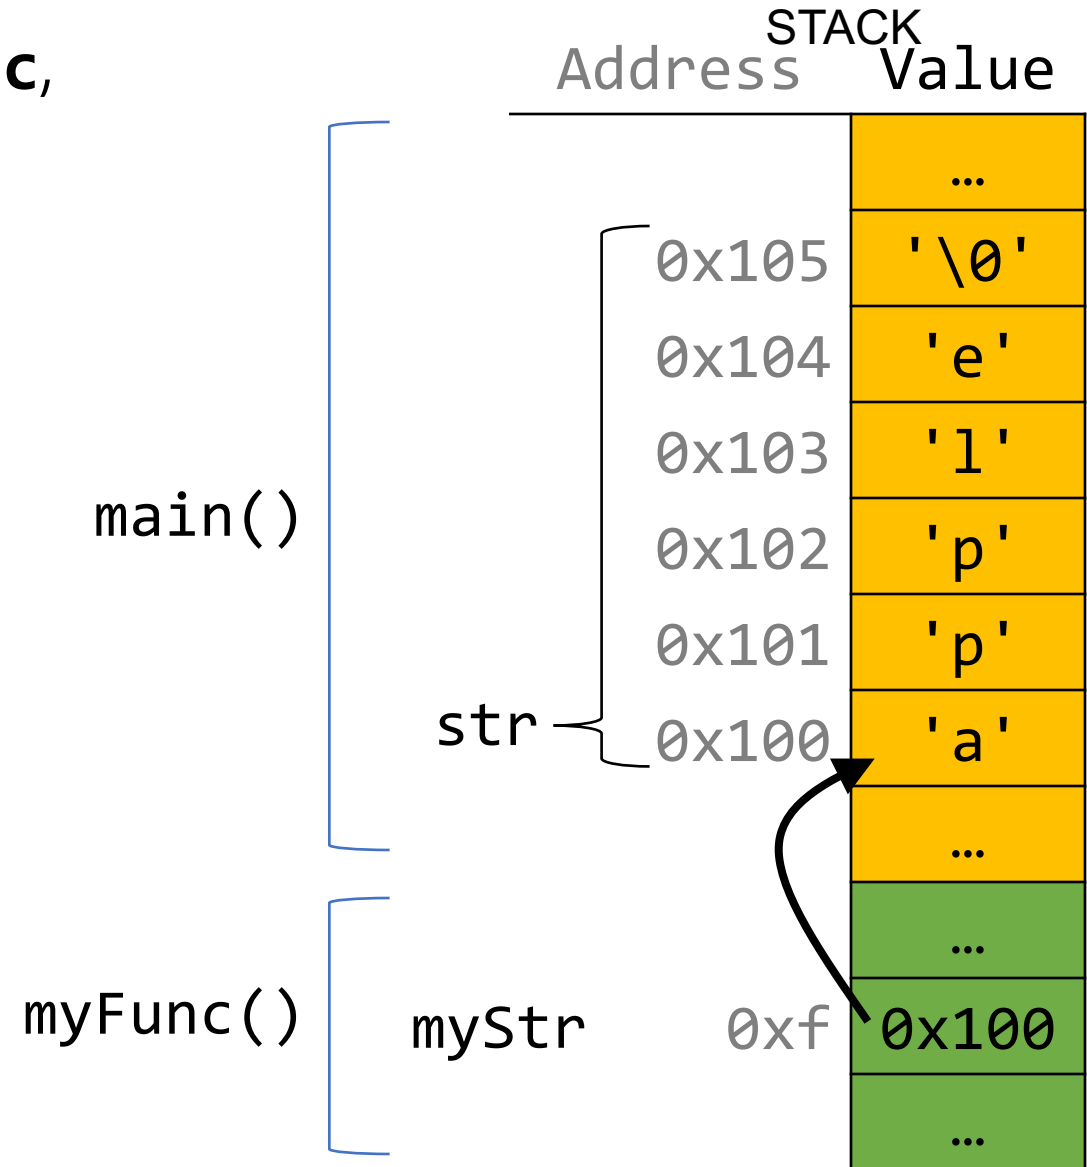 STACK
c,
Address Value
…
0x105 '\0'
0x104 'e'
0x103 'l'
main() 0x102 'p'
0x101 'p'
str 0x100 'a'
…
…
myFunc() myStr 0xf 0x100
…